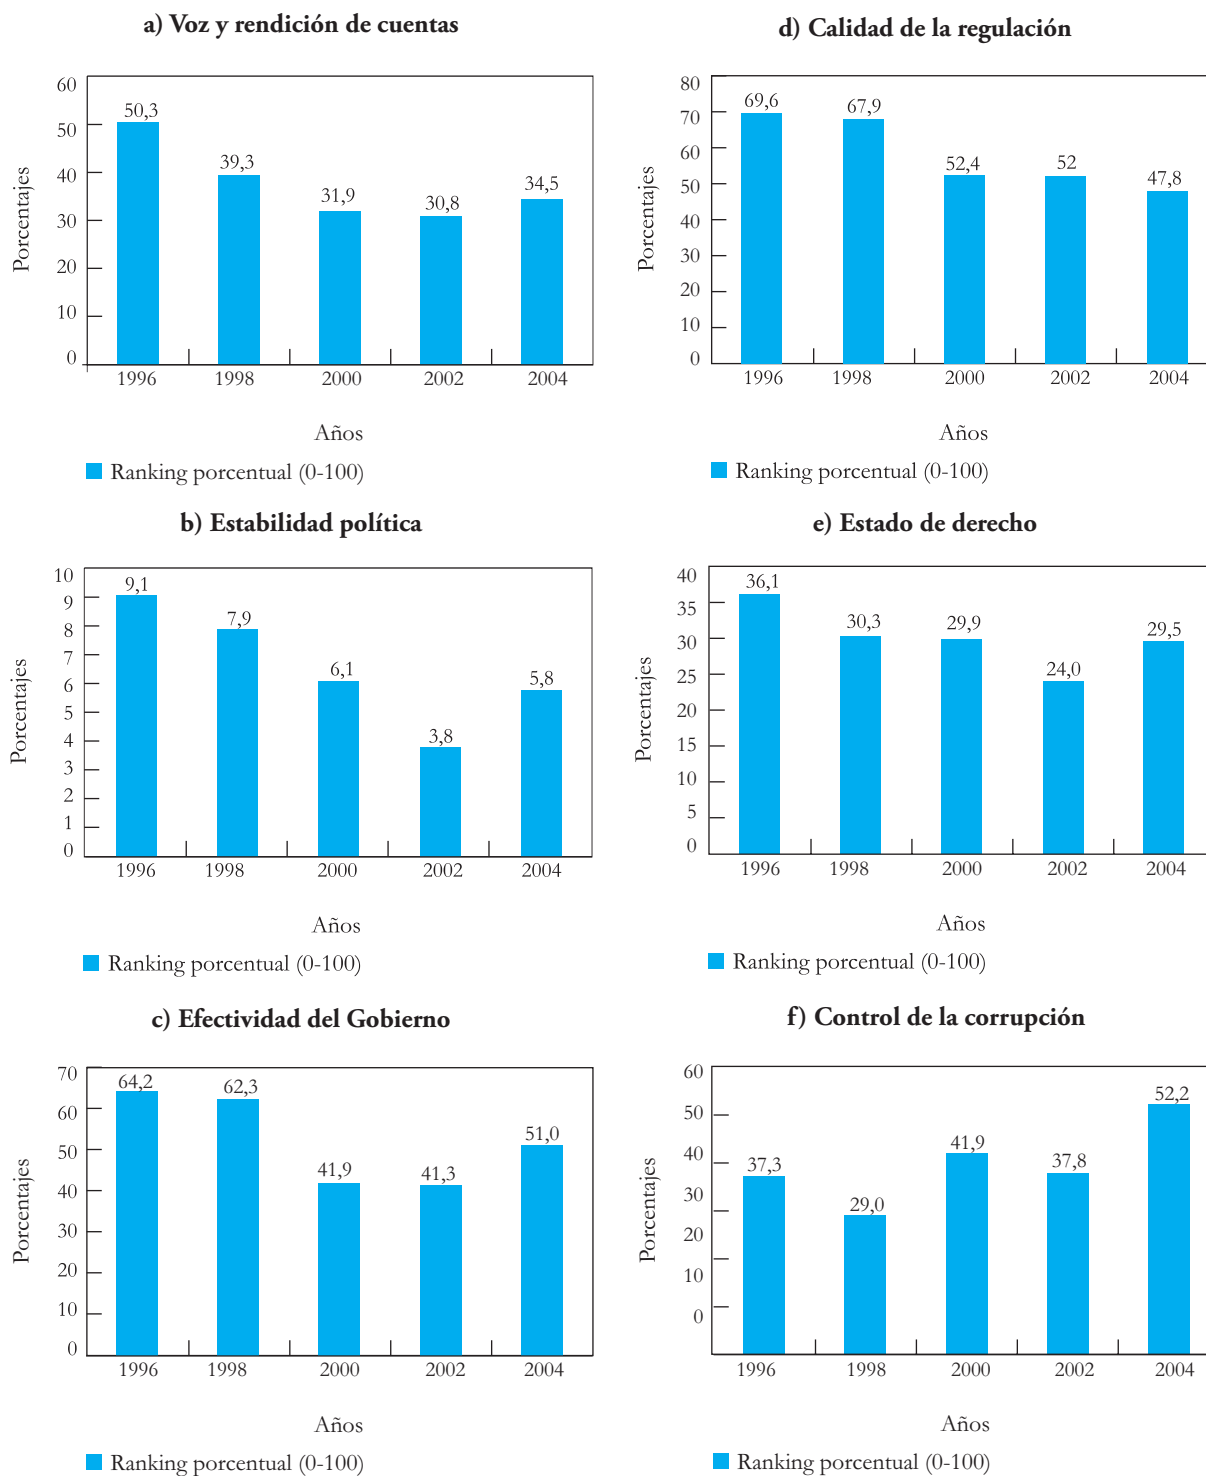 a) Voz y rendición de cuentas
Porcentajes
60
50
40
30
20
10
0
50,3
39,3
31,9
30,8
34,5
1996 1998 2000 2002 2004
Años
Ranking porcentual (0-100)
b) Estabilidad política
Porcentajes
10
9
8
7
6
5
4
3
2
1
0
9,1
7,9
6,1
3,8
5,8
1996 1998 2000 2002 2004
Años
Ranking porcentual (0-100)
c) Efectividad del Gobierno
Porcentajes
70
60
50
40
30
20
10
0
64,2
62,3
41,9
41,3
51,0
1996 1998 2000 2002 2004
Años
Ranking porcentual (0-100)
d) Calidad de la regulación
Porcentajes
80
70
60
50
40
30
20
10
0
69,6
67,9
52,4
52
47,8
1996 1998 2000 2002 2004
Años
Ranking porcentual (0-100)
e) Estado de derecho
Porcentajes
40
35
30
25
20
15
10
5
0
36,1
30,3
29,9
24,0
29,5
1996 1998 2000 2002 2004
Años
Ranking porcentual (0-100)
f) Control de la corrupción
Porcentajes
60
50
40
30
20
10
0
37,3
29,0
41,9
37,8
52,2
1996 1998 2000 2002 2004
Años
Ranking porcentual (0-100)